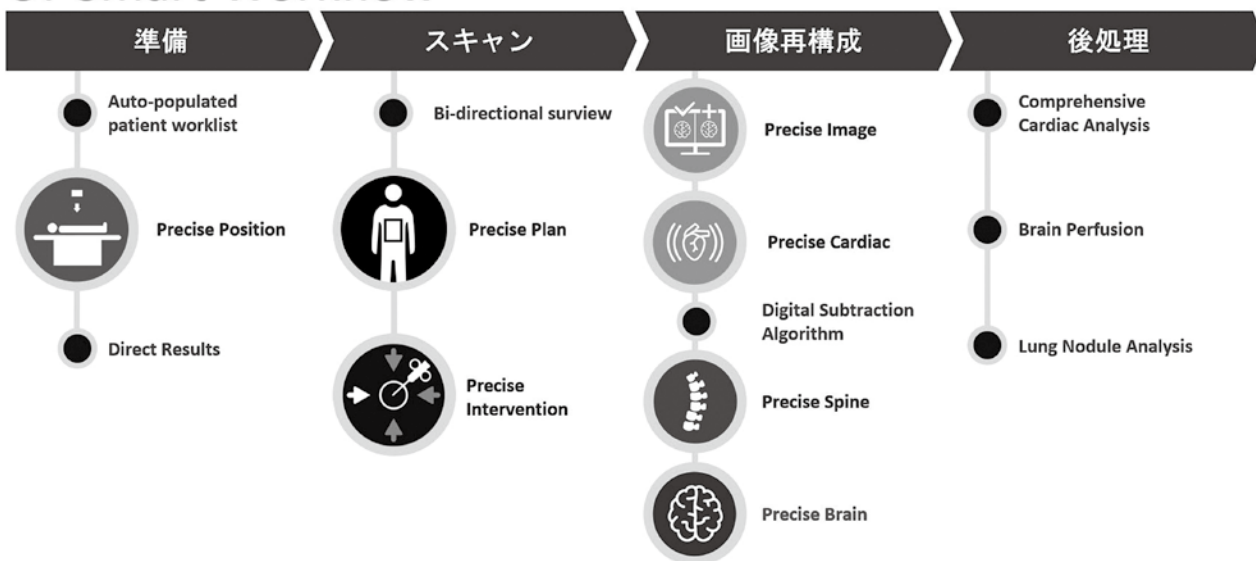 準備
スキャン
画像再構成
後処理
Auto-populated
patient worklist
Precise Position
Direct Results
Bi-directional surview
Precise Plan
Precise
Intervention
Precise Image
Precise Cardiac
Digital Subtraction
Algorithm
Precise Spine
Precise Brain
Comprehensive
Cardiac Analysis
Brain Perfusion
Lung Nodule Analysis